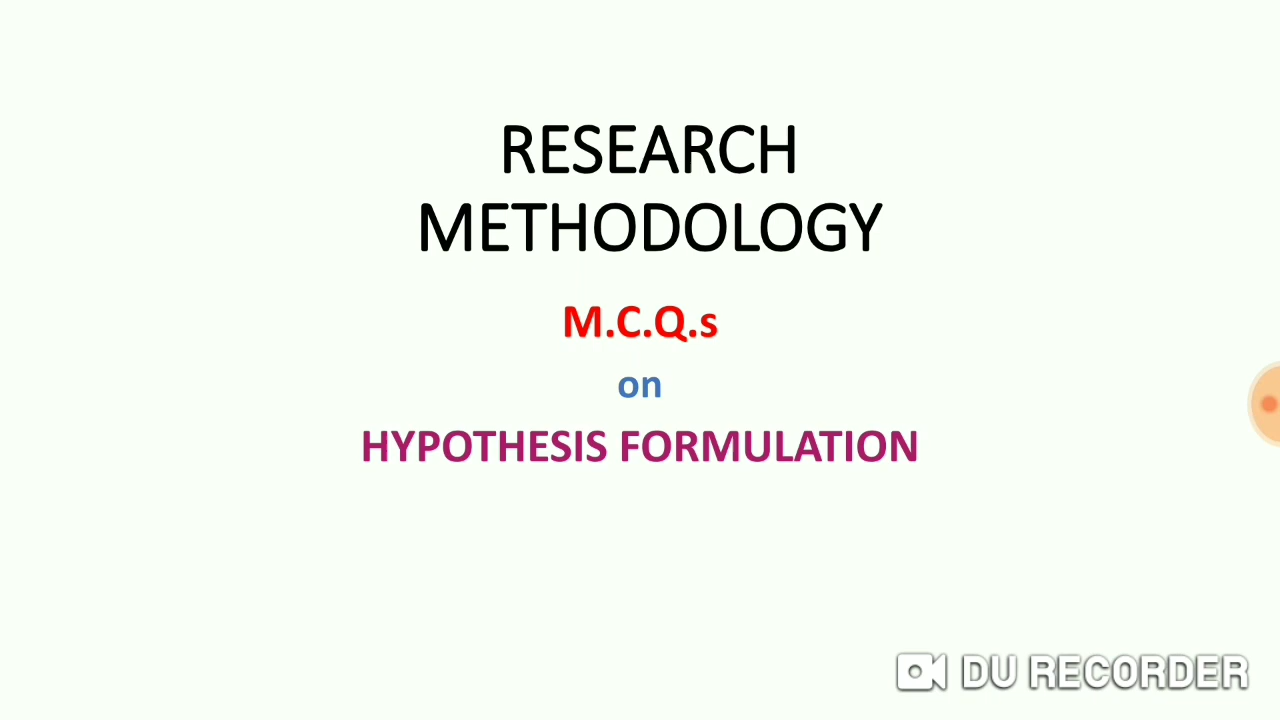 RESEARCH
METHODOLOGY
M.C.Q.s
on
HYPOTHESIS FORMULATION
DU RECORDER